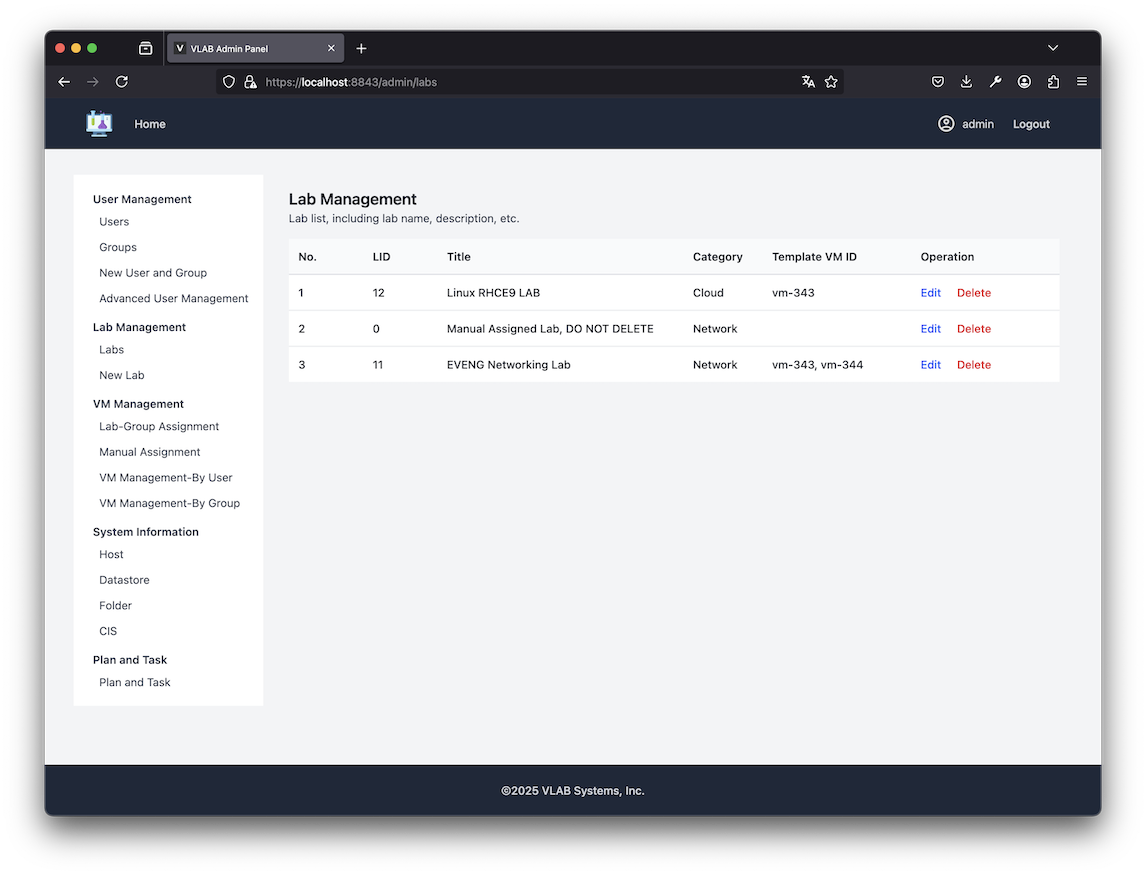 V VLAB Admin Panel
https://localhost:8843/admin/labs
Home
admin Logout
User Management
Users
Groups
New User and Group
Advanced User Management
Lab Management
Labs
New Lab
VM Management
Lab-Group Assignment
Manual Assignment
VM Management-By User
VM Management-By Group
System Information
Host
Datastore
Folder
CIS
Plan and Task
Plan and Task
Lab Management
Lab list, including lab name, description, etc.
No. LID Title Category Template VM ID Operation
1 12 Linux RHCE9 LAB Cloud vm-343 Edit Delete
2 0 Manual Assigned Lab, DO NOT DELETE Network Edit Delete
3 11 EVENG Networking Lab Network vm-343, vm-344 Edit Delete
©2025 VLAB Systems, Inc.